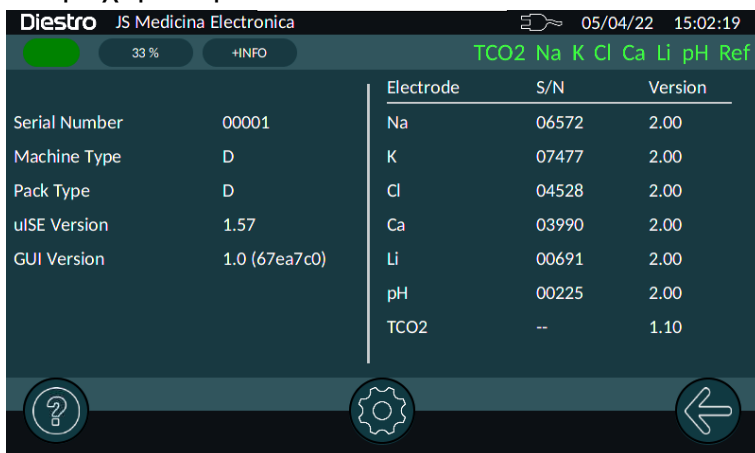 Diestro JS Medicina Electronica 05/04/22 15:02:19
33 % +INFO TCO2 Na K Cl Ca Li pH Ref
Electrode S/N Version
Serial Number 00001 Na 06572 2.00
Machine Type D K 07477 2.00
Pack Type D Cl 04528 2.00
uISE Version 1.57 Ca 03990 2.00
GUI Version 1.0 (67ea7c0) Li 00691 2.00
pH 00225 2.00
TCO2 -- 1.10
?